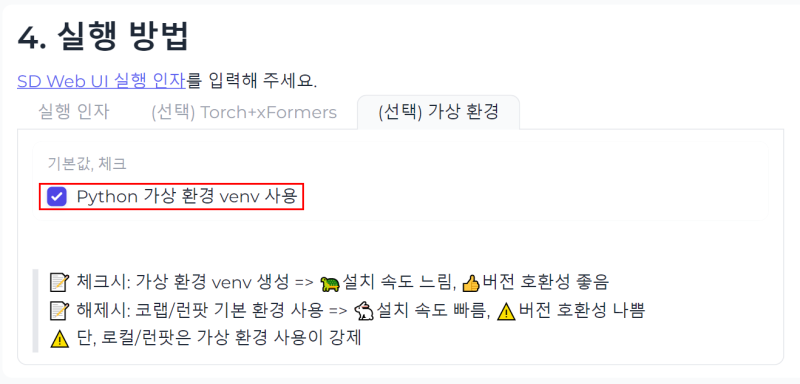 4. 실행 방법
SD Web UI 실행 인자를 입력해 주세요.
실행 인자 (선택) Torch+xFormers (선택) 가상 환경
기본값, 체크
Python 가상 환경 venv 사용
📝 체크시: 가상 환경 venv 생성 => 🐢설치 속도 느림, 👍버전 호환성 좋음
📝 해제시: 코랩/런팟 기본 환경 사용 => 🐇설치 속도 빠름, ⚠️버전 호환성 나쁨
⚠️ 단, 로컬/런팟은 가상 환경 사용이 강제